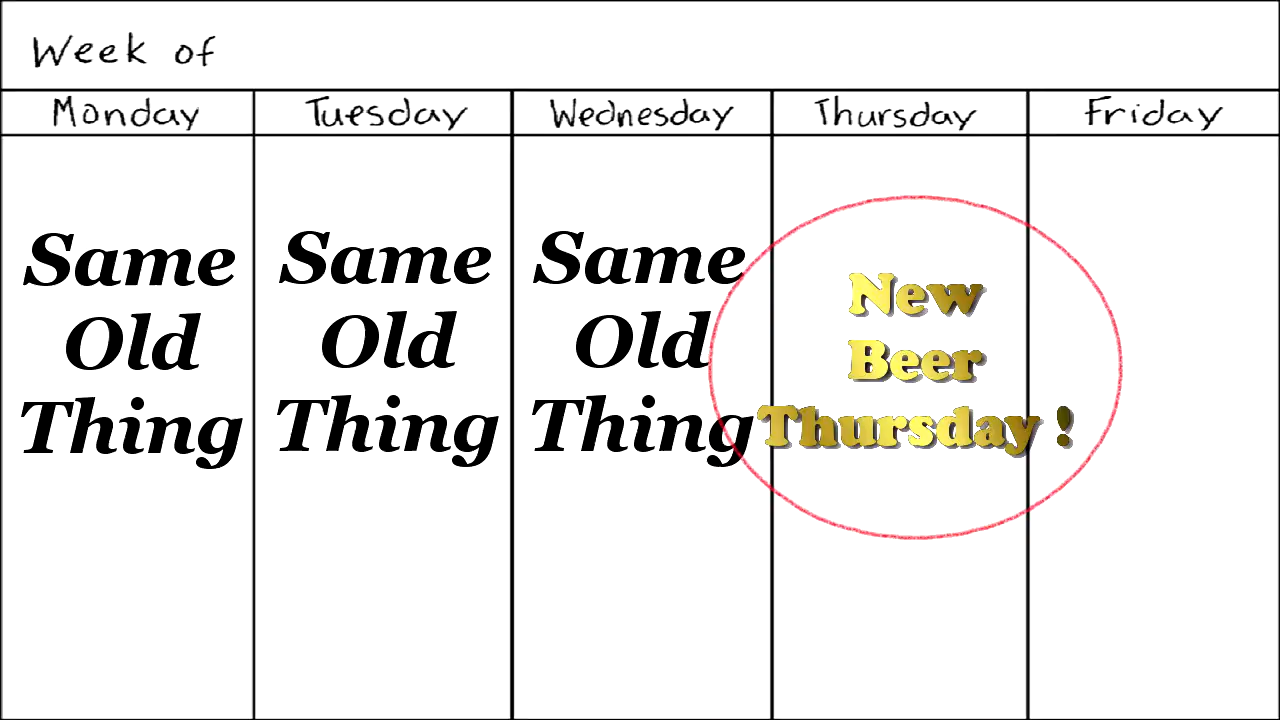 Week of
Monday Tuesday Wednesday Thursday Friday
Same
Old
Thing
Same
Old
Thing
Same
Old
Thing
New
Beer
Thursday !